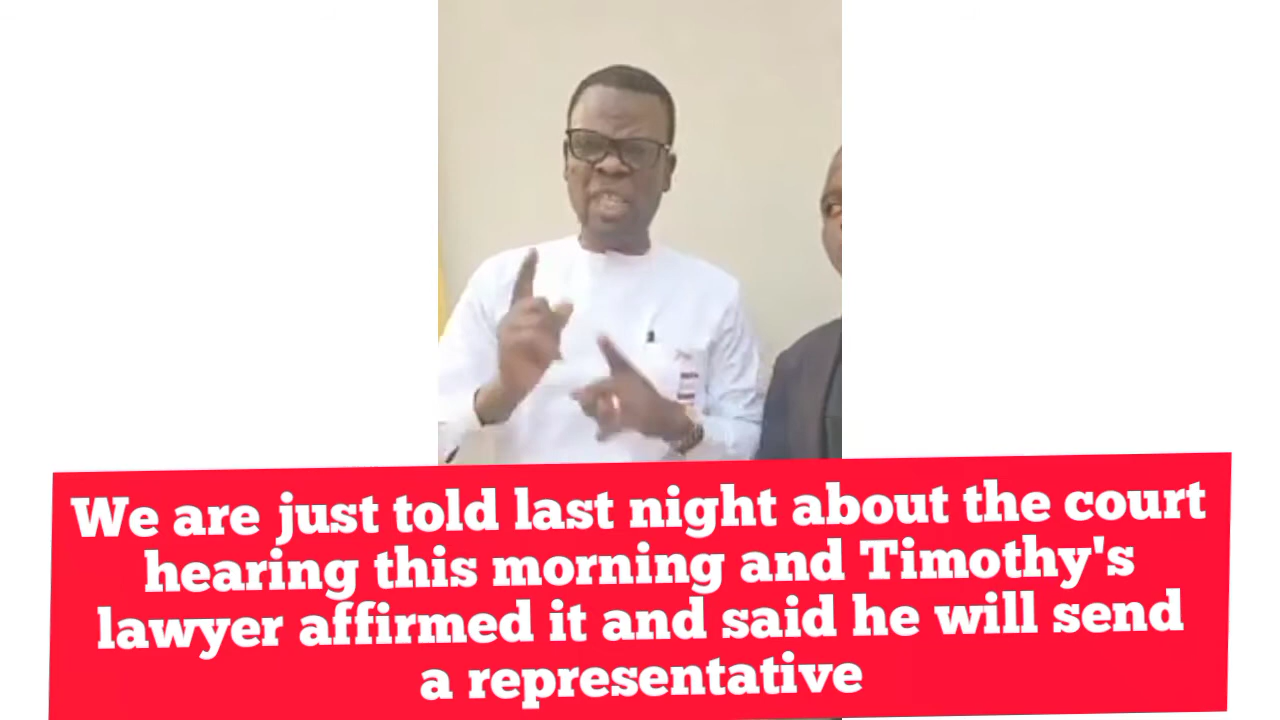 We are just told last night about the court
hearing this morning and Timothy's
lawyer affirmed it and said he will send
a representative